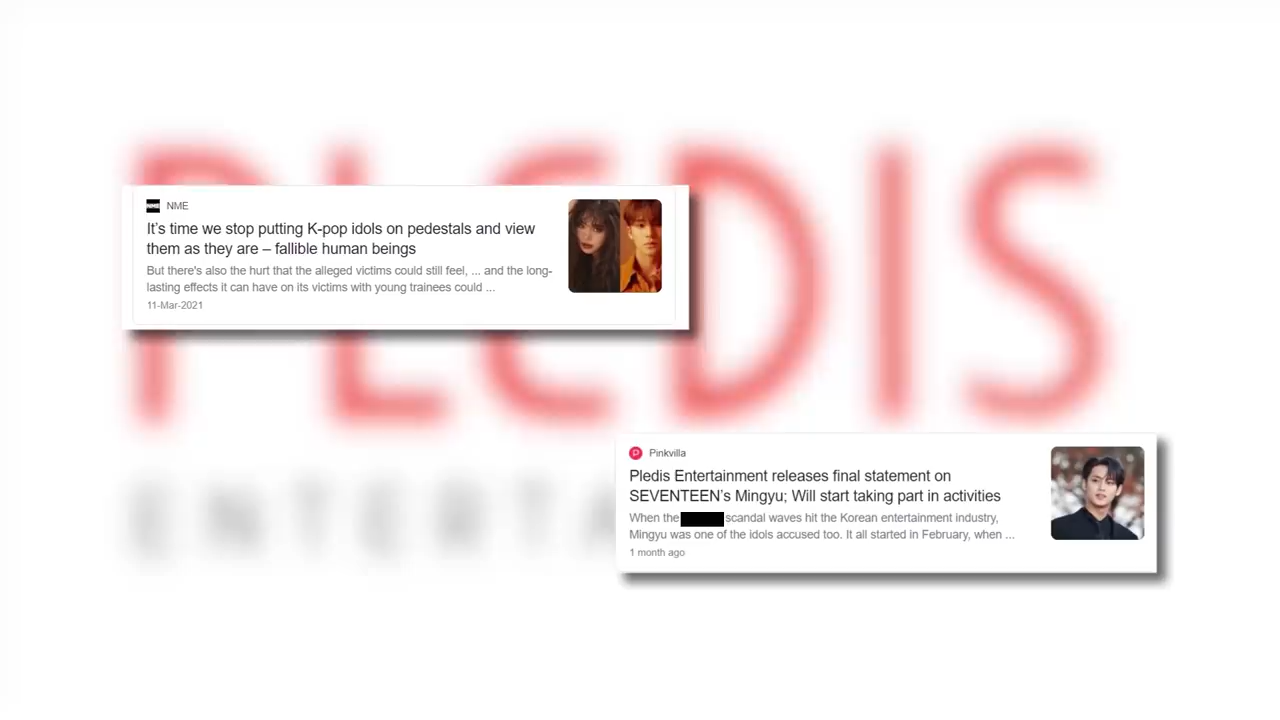 PLEDIS
ENTERTA
NME
It’s time we stop putting K-pop idols on pedestals and view
them as they are – fallible human beings
But there's also the hurt that the alleged victims could still feel, ... and the long-
lasting effects it can have on its victims with young trainees could ...
11-Mar-2021
Pinkvilla
Pledis Entertainment releases final statement on
SEVENTEEN’s Mingyu; Will start taking part in activities
When the scandal waves hit the Korean entertainment industry,
Mingyu was one of the idols accused too. It all started in February, when ...
1 month ago